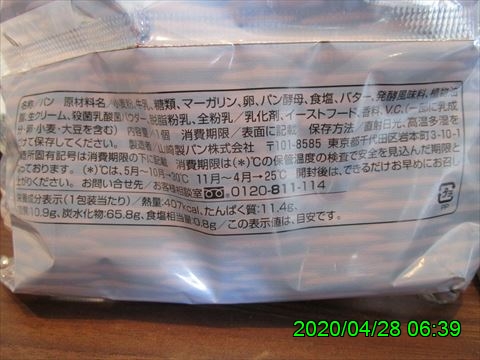 名称／パン 原材料名／小麦粉、牛乳、糖類、マーガリン、卵、パン酵母、食塩、バター、発酵風味料、植物油
脂、生クリーム、殺菌乳酸菌パウダー、脱脂粉乳、全粉乳／乳化剤、イーストフード、香料、V.C、(一部に乳成
分・卵・小麦・大豆を含む) 内容量／1個 消費期限／表面に記載 保存方法／直射日光、高温多湿を
さけて保存してください。 製造者／山崎製パン株式会社 〒101-8585 東京都千代田区岩本町3-10-1
製造所固有記号は消費期限の下に記載 消費期限は(*)℃の保管温度の検査で安全を見込んだ期限と
なっております。 (*)は、5月〜10月→30℃ 11月〜4月→25℃ 開封後は、できるだけお早めにお召し
上がりください。 お問い合せ先／お客様相談室 0120-811-114
栄養成分表示(1包装当たり)／熱量:407kcal、たんぱく質:11.4g、
脂質:10.9g、炭水化物:65.8g、食塩相当量:0.8g／この表示値は、目安です。
プラ
PP
2020/04/28 06:39